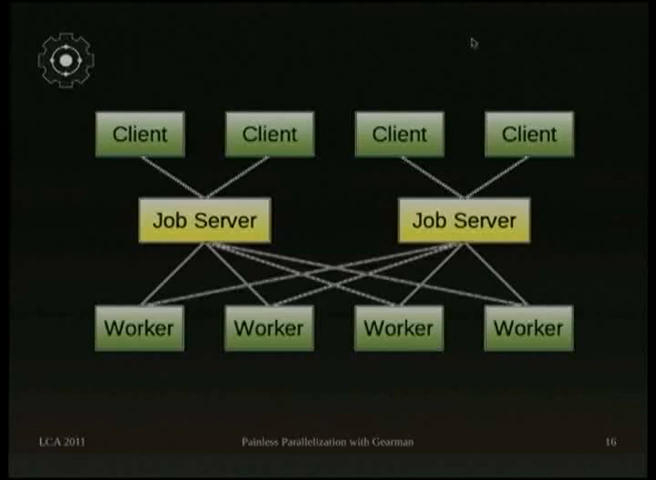 Client Client Client Client
Job Server Job Server
Worker Worker Worker Worker
LCA 2011 Painless Parallelization with Gearman 16